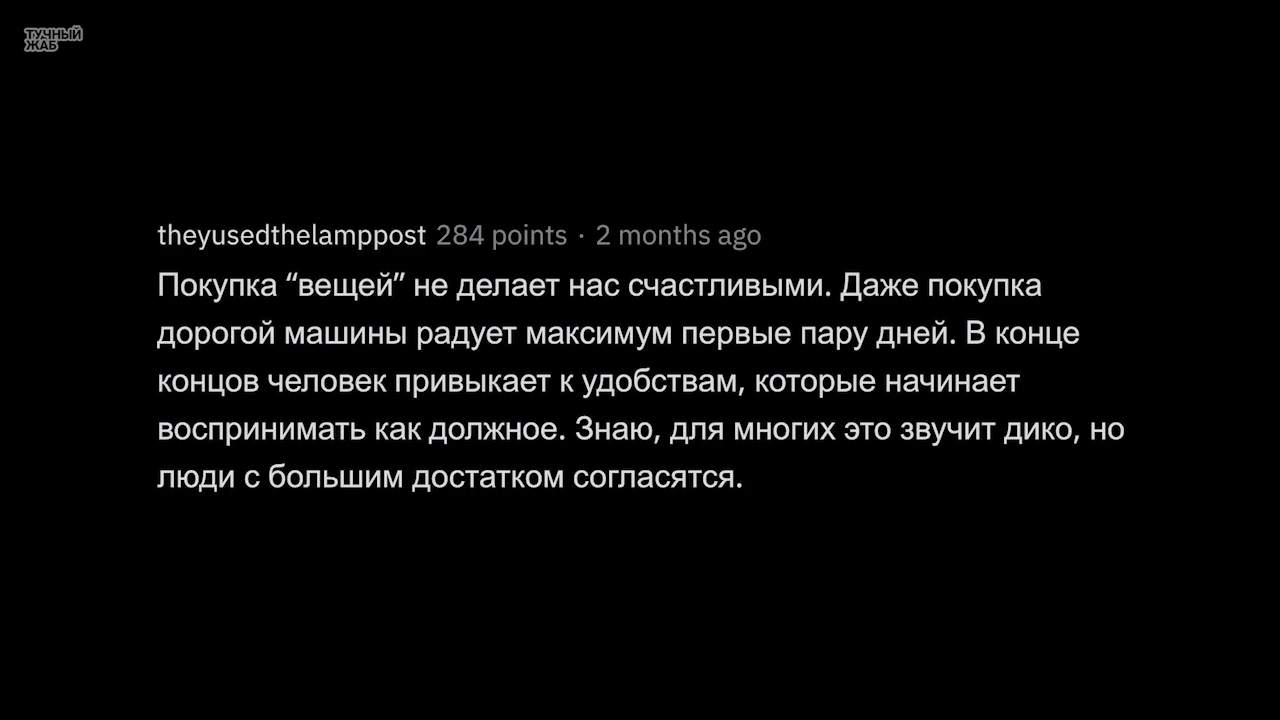 ТУЧНЫЙ
ЖАБ
theyusedthelamppost 284 points · 2 months ago
Покупка “вещей” не делает нас счастливыми. Даже покупка
дорогой машины радует максимум первые пару дней. В конце
концов человек привыкает к удобствам, которые начинает
воспринимать как должное. Знаю, для многих это звучит дико, но
люди с большим достатком согласятся.